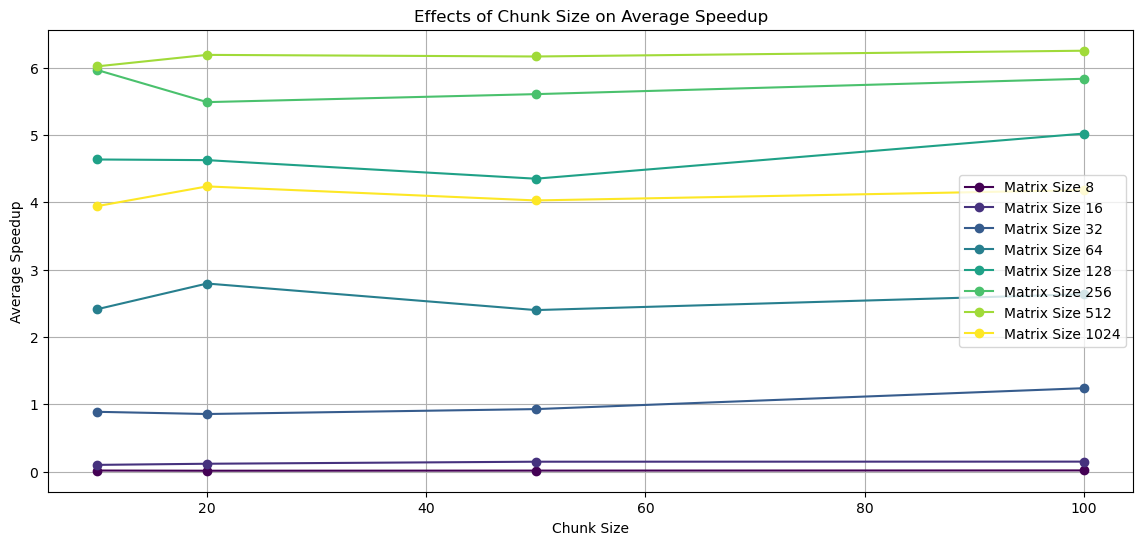 Effects of Chunk Size on Average Speedup
Average Speedup
6
5
4
3
2
1
0
Matrix Size 8
Matrix Size 16
Matrix Size 32
Matrix Size 64
Matrix Size 128
Matrix Size 256
Matrix Size 512
Matrix Size 1024
20 40 60 80 100
Chunk Size